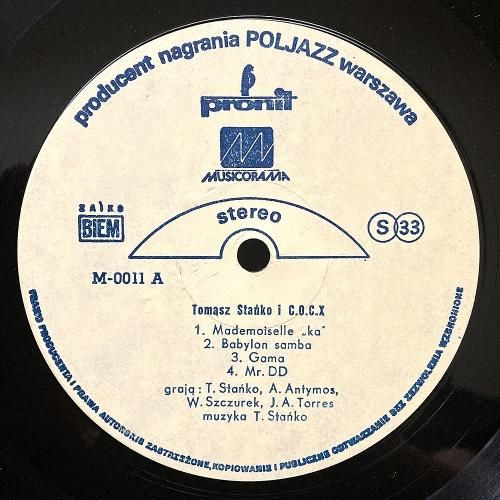 producent nagrania POLJAZZ warszawa
pronit
MUSICORAMA
zaiks
BIEM
stereo
S 33
M-0011 A
Tomasz Stańko i C.O.C.X
1. Mademoiselle „ka"
2. Babylon samba
3. Gama
4. Mr. DD
grają: T. Stańko, A. Antymos,
W. Szczurek, J. A. Torres
muzyka T. Stańko
PRAWO PRODUCENTA I PRAWA AUTORSKIE ZASTRZEŻONE, KOPIOWANIE I PUBLICZNE ODTWARZANIE BEZ ZEZWOLENIA WZBRONIONE